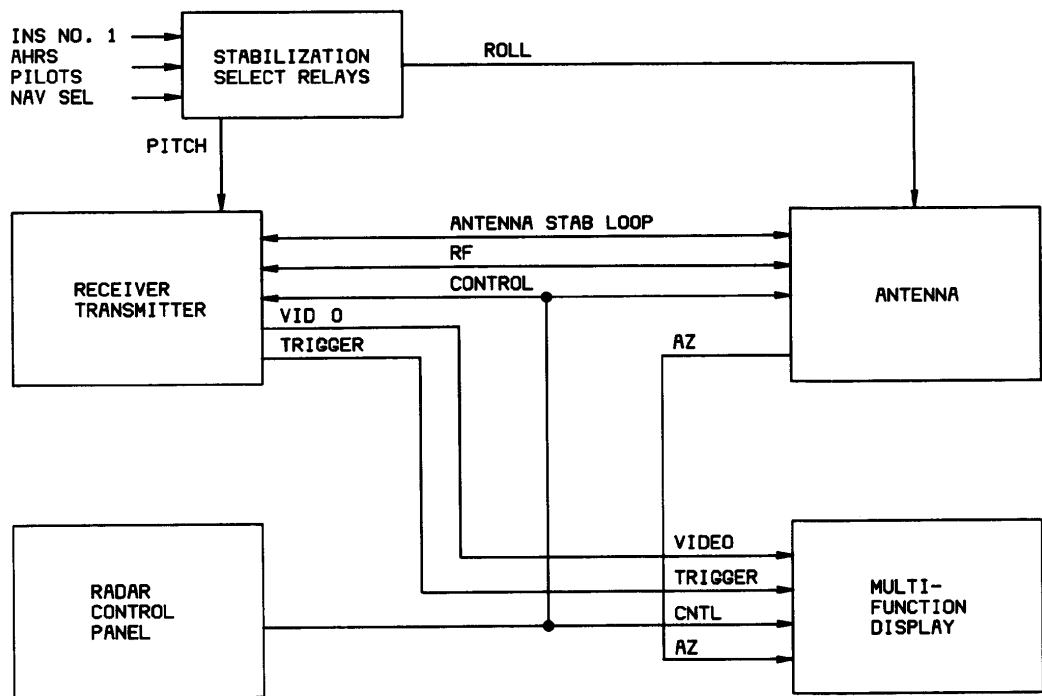 INS NO. 1
AHRS
PILOTS
NAV SEL
STABILIZATION
SELECT RELAYS
ROLL
PITCH
RECEIVER
TRANSMITTER
ANTENNA STAB LOOP
RF
CONTROL
VID O
TRIGGER
ANTENNA
AZ
RADAR
CONTROL
PANEL
VIDEO
TRIGGER
CNTL
AZ
MULTI-
FUNCTION
DISPLAY